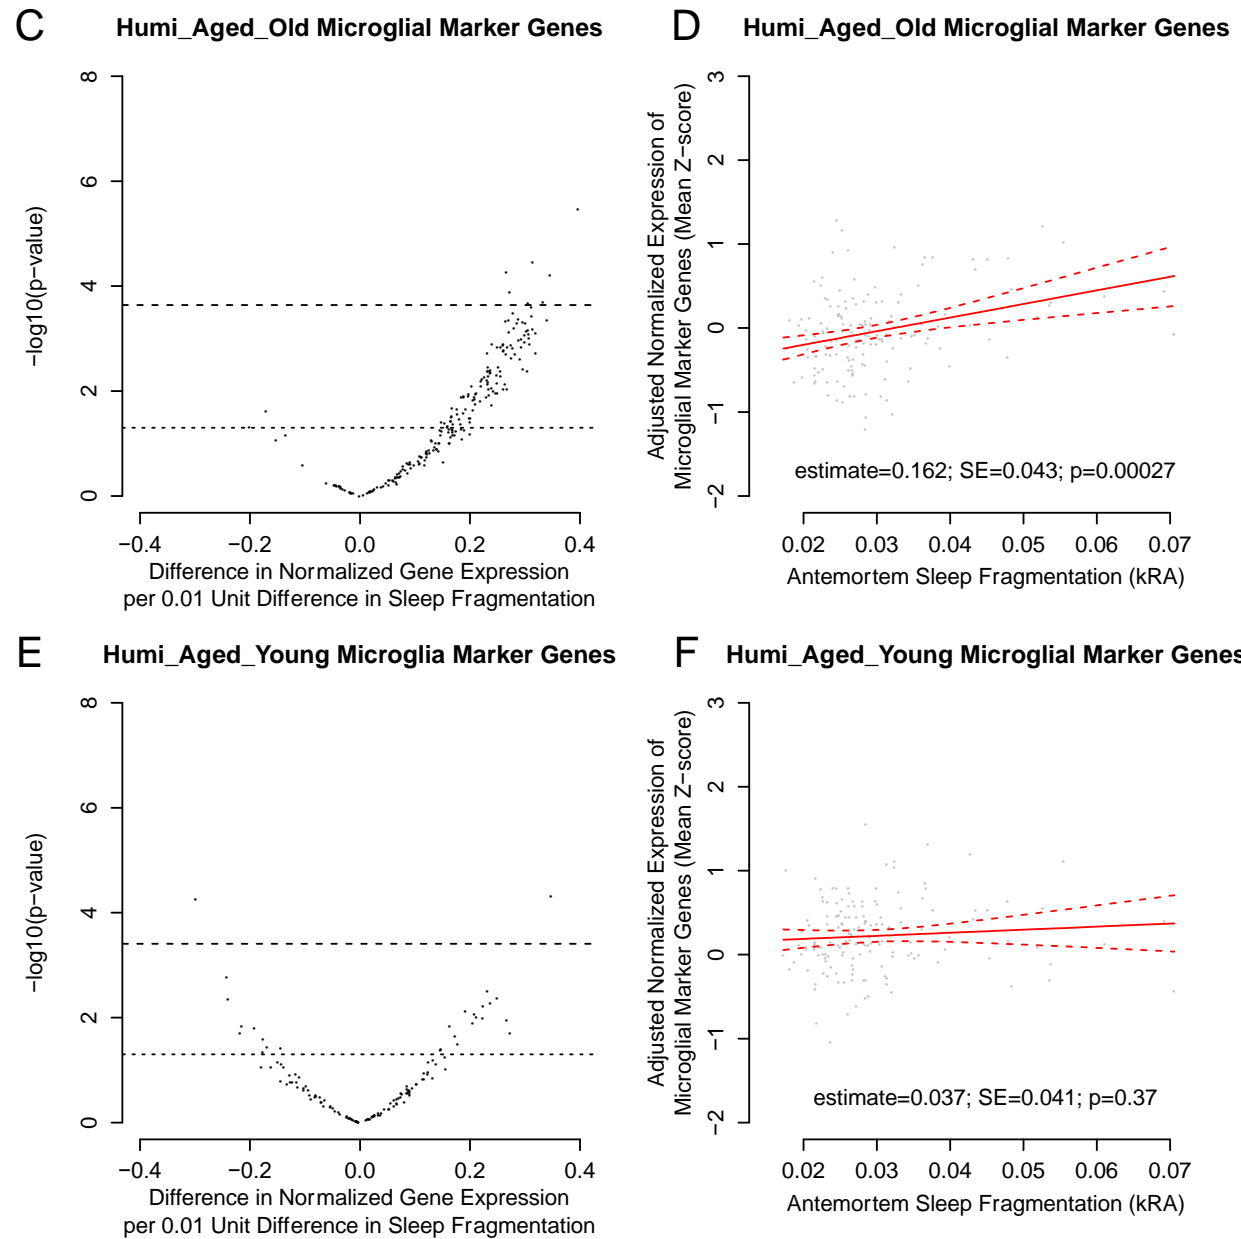 C
Humi_Aged_Old Microglial Marker Genes
−log10(p−value)
8
6
4
2
0
−0.4 −0.2 0.0 0.2 0.4
Difference in Normalized Gene Expression
per 0.01 Unit Difference in Sleep Fragmentation
D
Humi_Aged_Old Microglial Marker Genes
Adjusted Normalized Expression of
Microglial Marker Genes (Mean Z−score)
3
2
1
0
−1
−2
estimate=0.162; SE=0.043; p=0.00027
0.02 0.03 0.04 0.05 0.06 0.07
Antemortem Sleep Fragmentation (kRA)
E
Humi_Aged_Young Microglia Marker Genes
−log10(p−value)
8
6
4
2
0
−0.4 −0.2 0.0 0.2 0.4
Difference in Normalized Gene Expression
per 0.01 Unit Difference in Sleep Fragmentation
F
Humi_Aged_Young Microglial Marker Genes
Adjusted Normalized Expression of
Microglial Marker Genes (Mean Z−score)
3
2
1
0
−1
−2
estimate=0.037; SE=0.041; p=0.37
0.02 0.03 0.04 0.05 0.06 0.07
Antemortem Sleep Fragmentation (kRA)